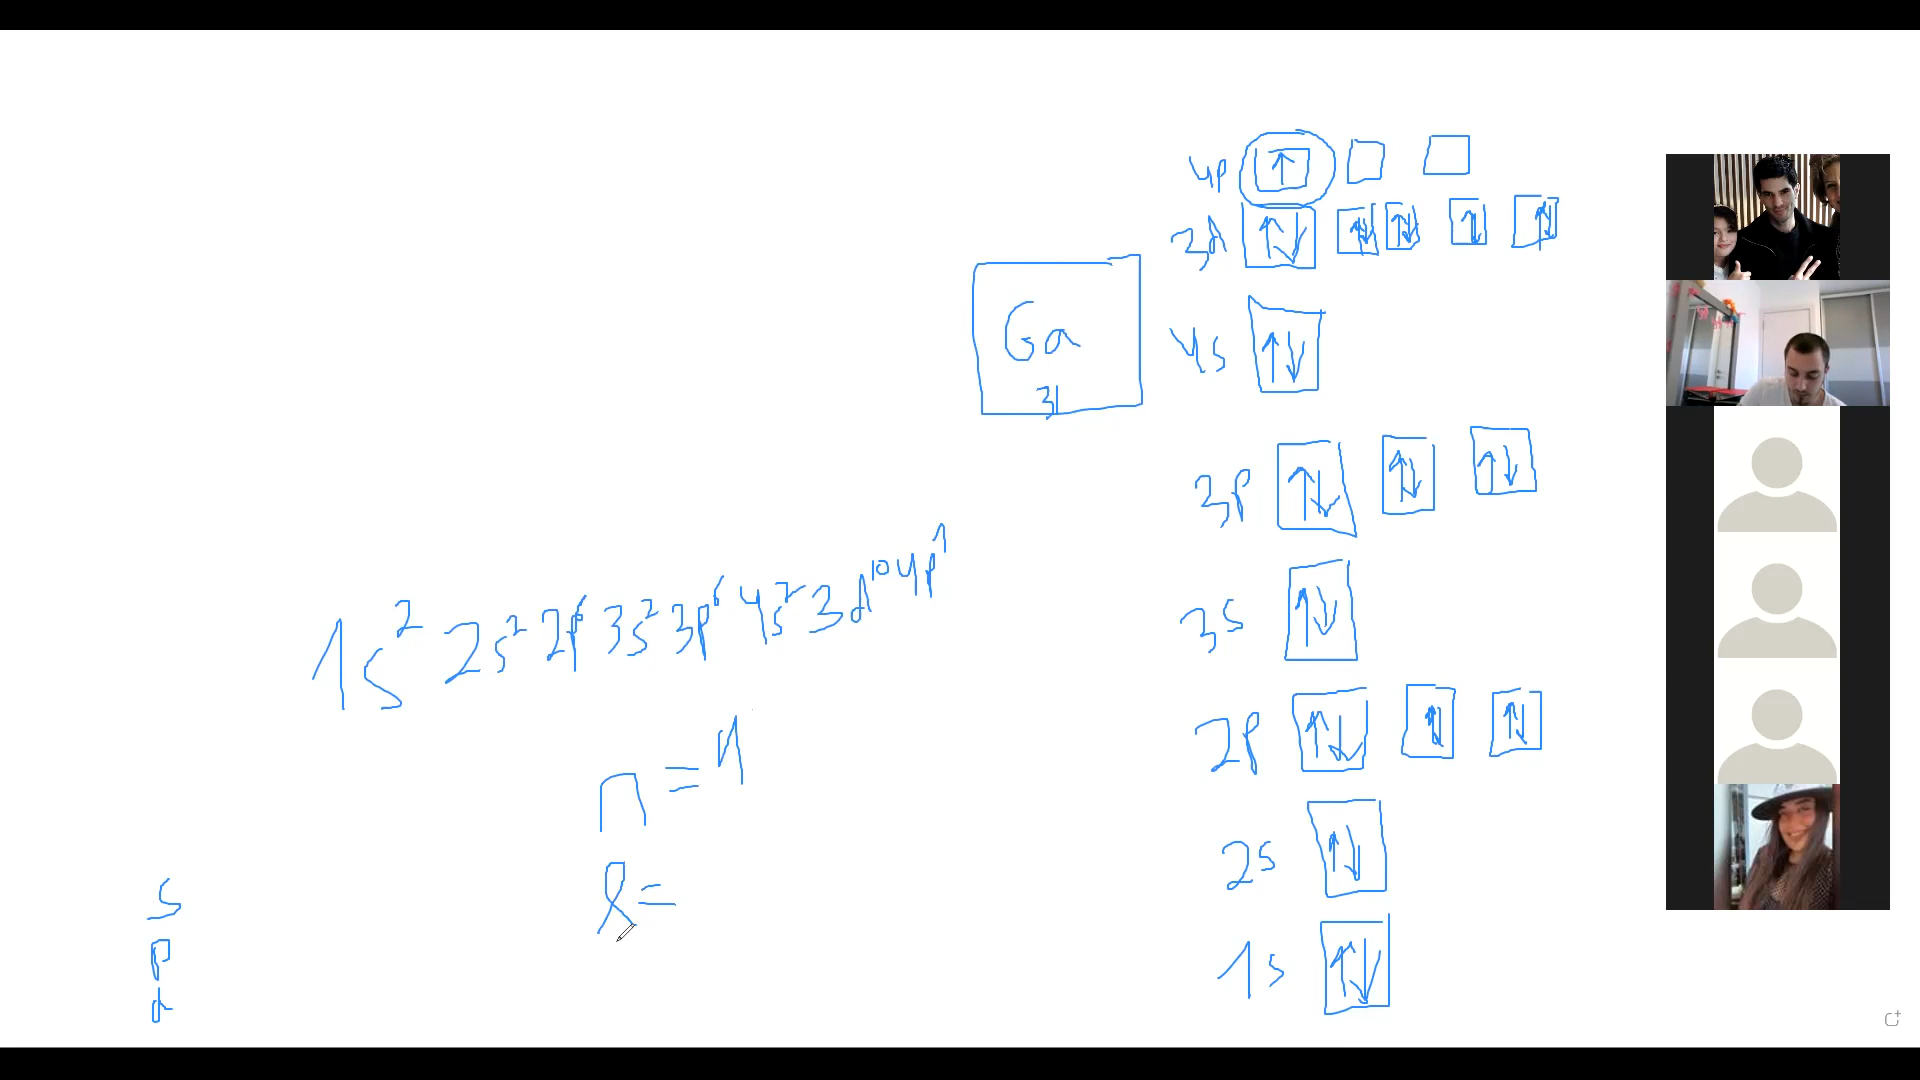 4p ↑
3d ↑↓ ↑↓ ↑↓ ↑↓ ↑↓
Ga
31
4s ↑↓
3p ↑↓ ↑↓ ↑↓
1s² 2s² 2p⁶ 3s² 3p⁶ 4s² 3d¹⁰ 4p¹
3s ↑↓
n = 4
2p ↑↓ ↑↓ ↑↓
l =
2s ↑↓
s
p
d
1s ↑↓